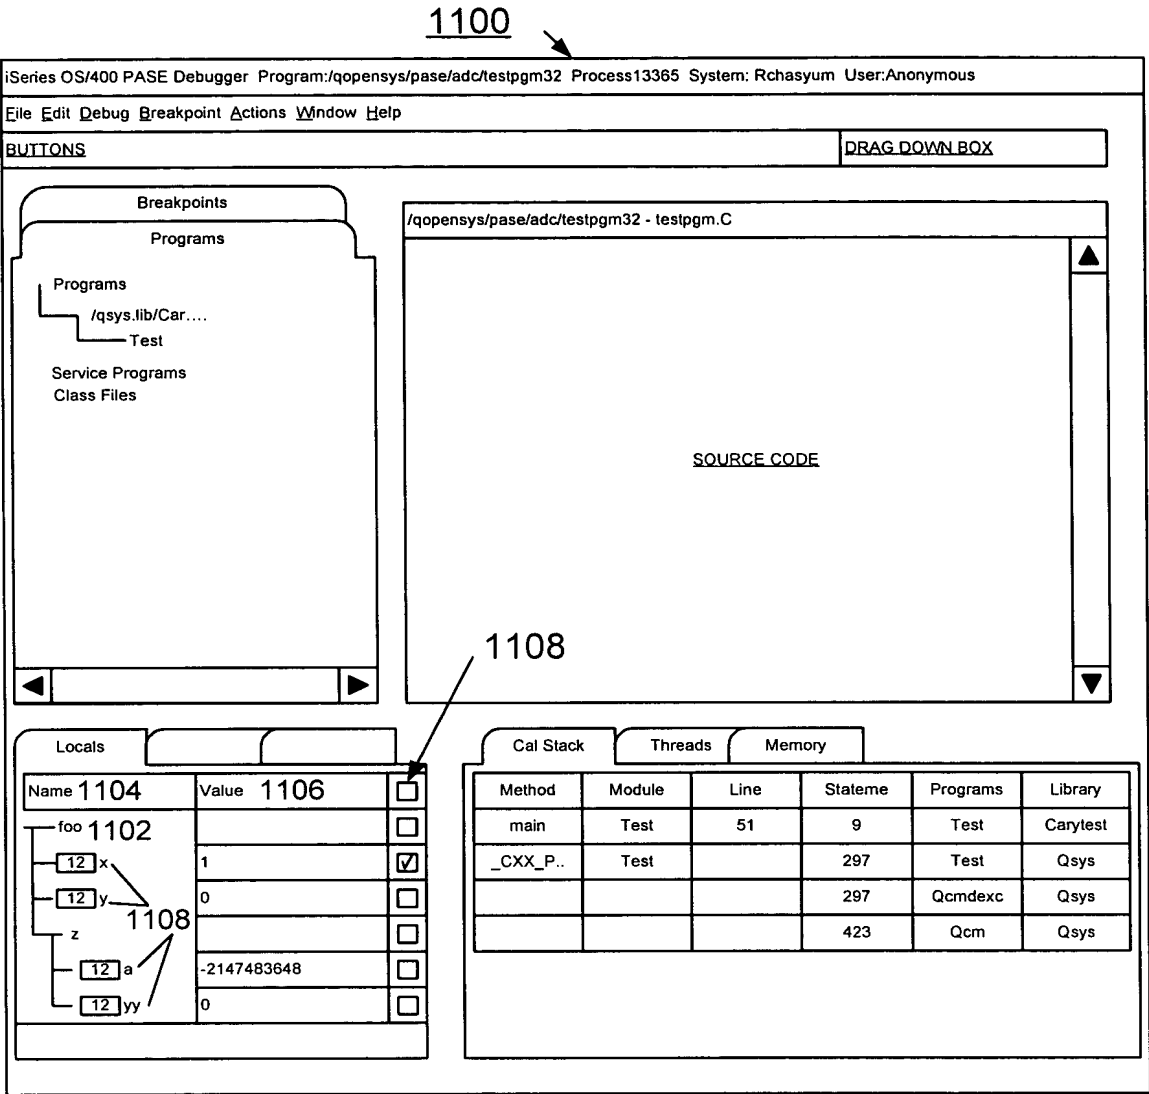 1100
iSeries OS/400 PASE Debugger Program:/qopensys/pase/adc/testpgm32 Process13365 System: Rchasyum User:Anonymous
File Edit Debug Breakpoint Actions Window Help
BUTTONS DRAG DOWN BOX
Breakpoints
Programs
Programs
/qsys.lib/Car....
Test
Service Programs
Class Files
/qopensys/pase/adc/testpgm32 - testpgm.C
SOURCE CODE
1108
Locals
Name 1104 Value 1106
foo 1102
12 x 1
12 y 0
1108
z
12 a -2147483648
12 yy 0
Cal Stack Threads Memory
Method Module Line Stateme Programs Library
main Test 51 9 Test Carytest
_CXX_P.. Test 297 Test Qsys
297 Qcmdexc Qsys
423 Qcm Qsys